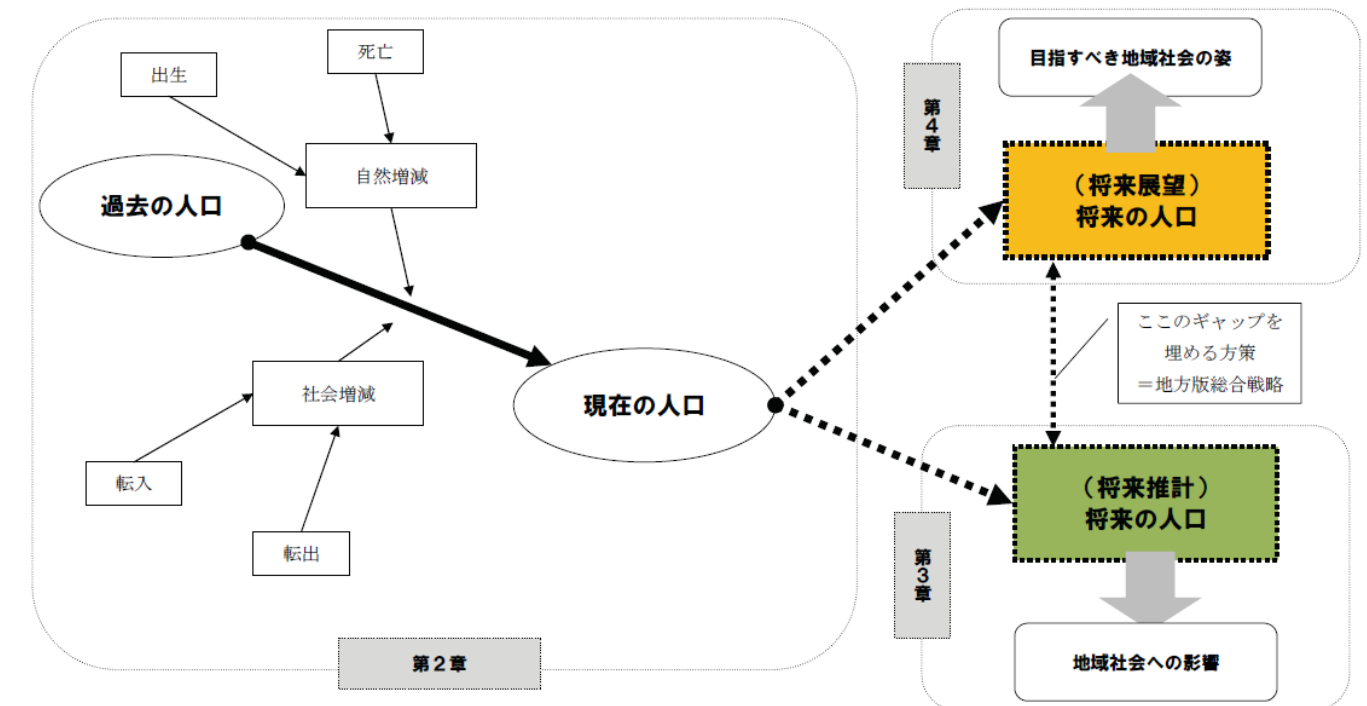 死亡
出生
自然増減
過去の人口
社会増減
現在の人口
転入
転出
第2章
目指すべき地域社会の姿
第4章
(将来展望)
将来の人口
ここのギャップを
埋める方策
=地方版総合戦略
(将来推計)
将来の人口
第3章
地域社会への影響